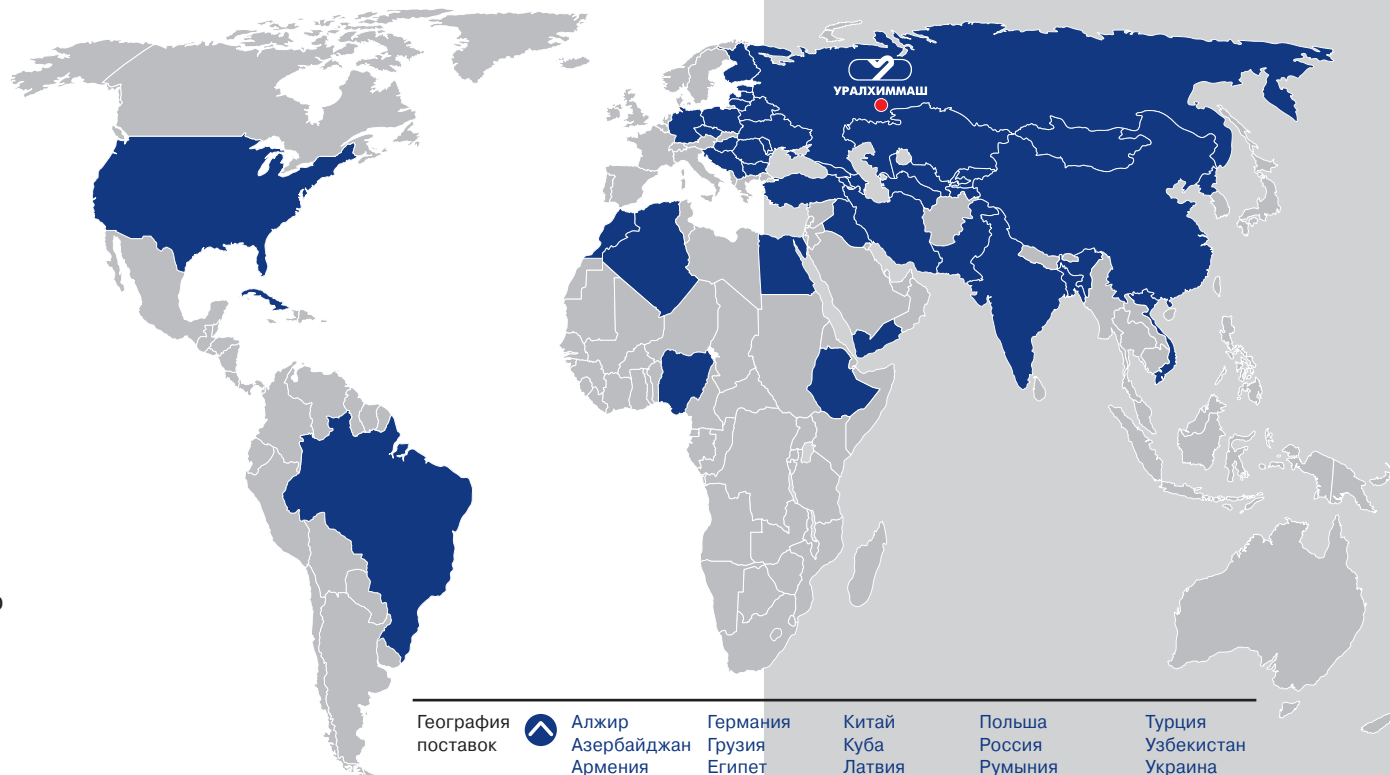 УРАЛХИММАШ
География
поставок
Алжир
Азербайджан
Армения
Германия
Грузия
Египет
Китай
Куба
Латвия
Польша
Россия
Румыния
Турция
Узбекистан
Украина